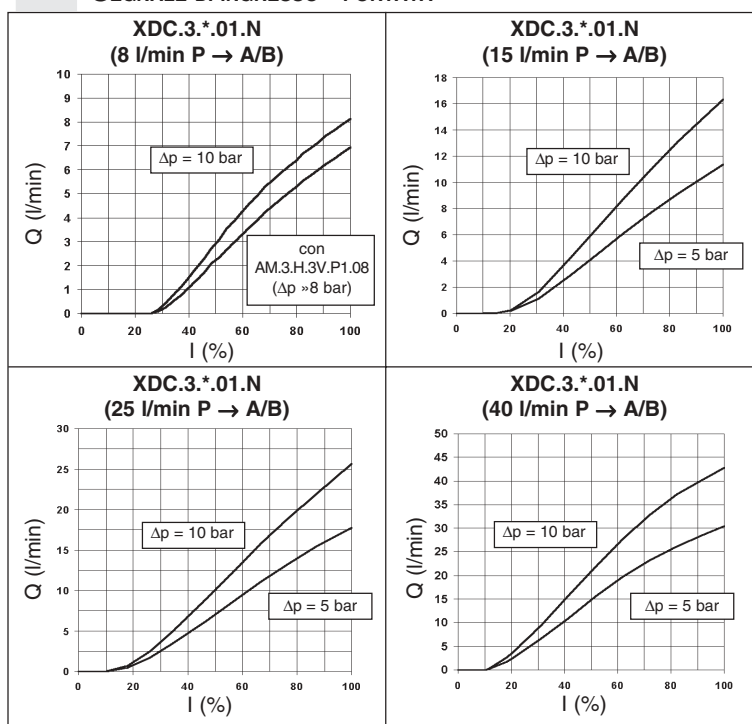 XDC.3.*.01.N
(8 l/min P → A/B)
10
9
8
7
6
5
4
3
2
1
0
Q (l/min)
Δp = 10 bar
con
AM.3.H.3V.P1.08
(Δp »8 bar)
0 20 40 60 80 100
I (%)
XDC.3.*.01.N
(15 l/min P → A/B)
18
16
14
12
10
8
6
4
2
0
Q (l/min)
Δp = 10 bar
Δp = 5 bar
0 20 40 60 80 100
I (%)
XDC.3.*.01.N
(25 l/min P → A/B)
30
25
20
15
10
5
0
Q (l/min)
Δp = 10 bar
Δp = 5 bar
0 20 40 60 80 100
I (%)
XDC.3.*.01.N
(40 l/min P → A/B)
50
45
40
35
30
25
20
15
10
5
0
Q (l/min)
Δp = 10 bar
Δp = 5 bar
0 20 40 60 80 100
I (%)